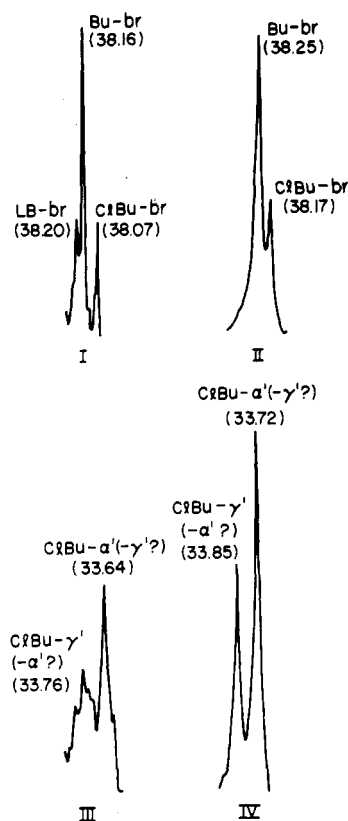 Bu-br
(38.16)
LB-br
(38.20)
ClBu-br
(38.07)
I
Bu-br
(38.25)
ClBu-br
(38.17)
II
ClBu-α'(-γ'?)
(33.64)
ClBu-γ'
(-α'?)
(33.76)
III
ClBu-α'(-γ'?)
(33.72)
ClBu-γ'
(-α'?)
(33.85)
IV